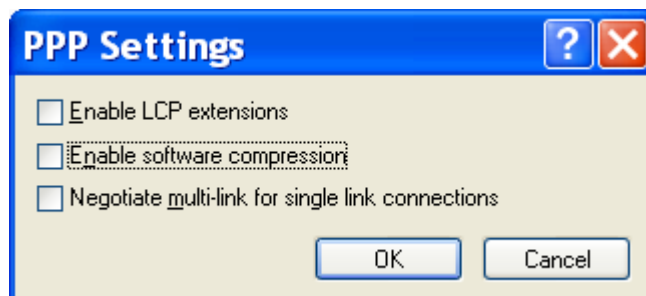 PPP Settings
Enable LCP extensions
Enable software compression
Negotiate multi-link for single link connections
OK Cancel